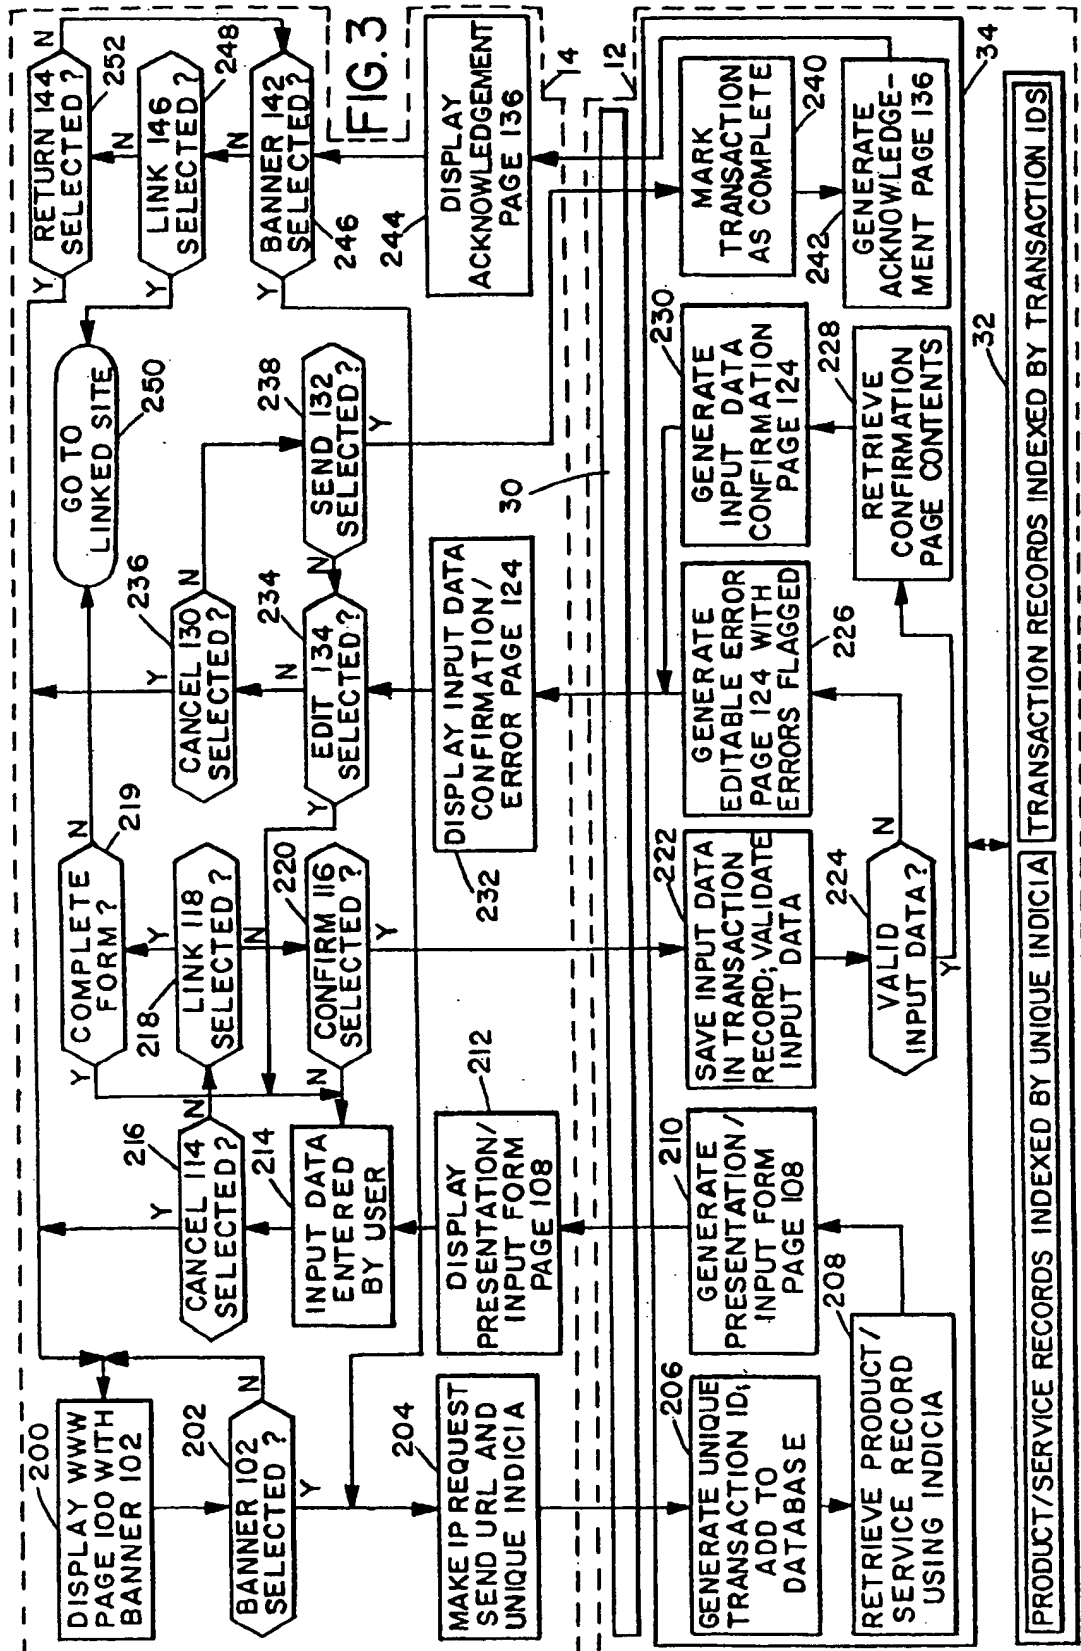 FIG. 3
200
DISPLAY WWW
PAGE 100 WITH
BANNER 102
202
BANNER 102
SELECTED?
N
Y
204
MAKE IP REQUEST
SEND URL AND
UNIQUE INDICIA
206
GENERATE UNIQUE
TRANSACTION ID;
ADD TO
DATABASE
208
RETRIEVE PRODUCT/
SERVICE RECORD
USING INDICIA
210
GENERATE
PRESENTATION/
INPUT FORM
PAGE 108
212
DISPLAY
PRESENTATION/
INPUT FORM
PAGE 108
214
INPUT DATA
ENTERED
BY USER
216
CANCEL 114
SELECTED?
Y
N
218
LINK 118
SELECTED?
Y
N
219
COMPLETE
FORM?
Y
N
220
CONFIRM 116
SELECTED?
N
Y
222
SAVE INPUT DATA
IN TRANSACTION
RECORD; VALIDATE
INPUT DATA
224
VALID
INPUT DATA?
N
Y
226
GENERATE
EDITABLE ERROR
PAGE 124 WITH
ERRORS FLAGGED
228
RETRIEVE
CONFIRMATION
PAGE CONTENTS
230
GENERATE
INPUT DATA
CONFIRMATION
PAGE 124
232
DISPLAY INPUT DATA
CONFIRMATION/
ERROR PAGE 124
234
EDIT 134
SELECTED?
Y
N
236
CANCEL 130
SELECTED?
Y
N
238
SEND 132
SELECTED?
N
Y
240
MARK
TRANSACTION
AS COMPLETE
242
GENERATE
ACKNOWLEDGE-
MENT PAGE 136
244
DISPLAY
ACKNOWLEDGEMENT
PAGE 136
246
BANNER 142
SELECTED?
Y
N
248
LINK 146
SELECTED?
Y
N
250
GO TO
LINKED SITE
252
RETURN 144
SELECTED?
Y
N
14
12
30
34
32
PRODUCT/SERVICE RECORDS INDEXED BY UNIQUE INDICIA
TRANSACTION RECORDS INDEXED BY TRANSACTION IDS